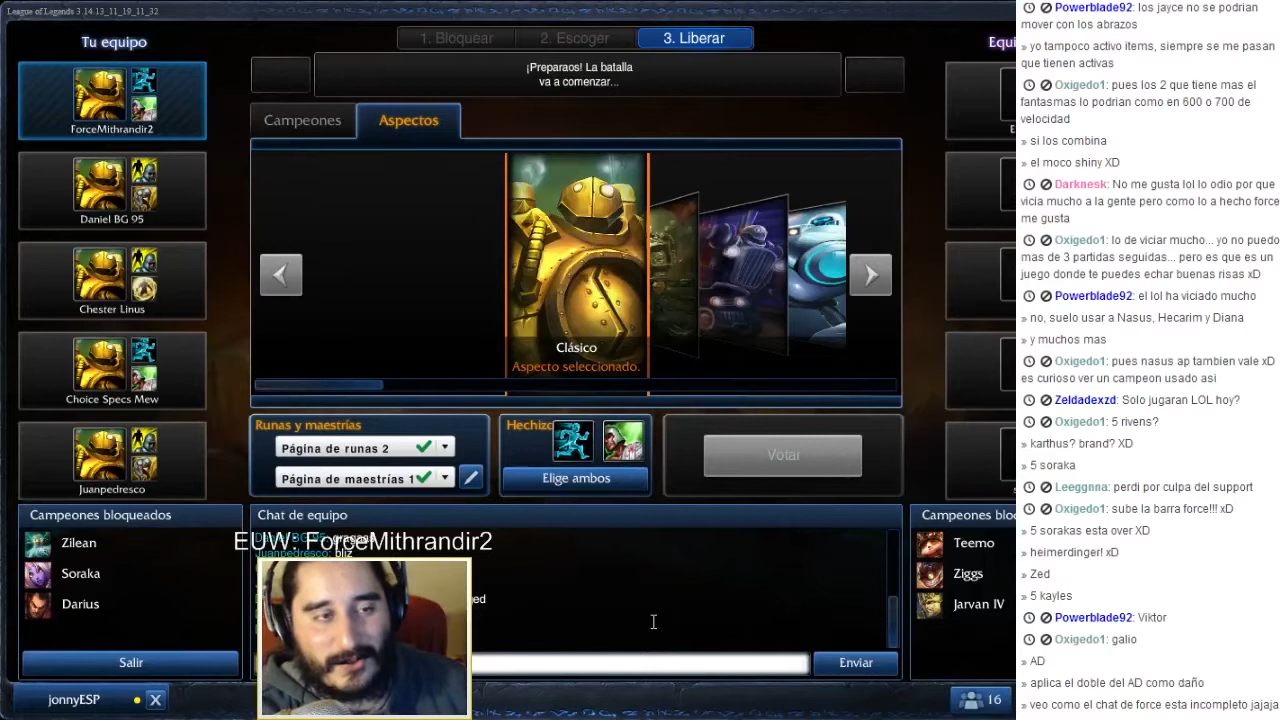 League of Legends 3.14.13_11_19_11_32
Tu equipo
1. Bloquear
2. Escoger
3. Liberar
¡Preparaos! La batalla
va a comenzar...
ForceMithrandir2
Daniel BG 95
Chester Linus
Choice Specs Mew
Juanpedresco
Campeones
Aspectos
Clásico
Aspecto seleccionado.
Runas y maestrías
Página de runas 2
Página de maestrías 1
Elige ambos
Votar
Campeones bloqueados
Zilean
Soraka
Darius
Salir
Chat de equipo
Daniel BG 95:
Juanpedresco: bliz
EUW: ForceMithrandir2
Enviar
Teemo
Ziggs
Jarvan IV
jonnyESP
16
Powerblade92: los jayce no se podrian
mover con los abrazos
» yo tampoco activo items, siempre se me pasan
que tienen activas
Oxigedo1: pues los 2 que tiene mas el
fantasmas lo podrian como en 600 o 700 de
velocidad
» si los combina
» el moco shiny XD
Darknesk: No me gusta lol lo odio por que
vicia mucho a la gente pero como lo a hecho force
me gusta
Oxigedo1: lo de viciar mucho... yo no puedo
mas de 3 partidas seguidas... pero es que es un
juego donde te puedes echar buenas risas xD
Powerblade92: el lol ha viciado mucho
» no, suelo usar a Nasus, Hecarim y Diana
» y muchos mas
Oxigedo1: pues nasus ap tambien vale xD
es curioso ver un campeon usado asi
Zeldadexzd: Solo jugaran LOL hoy?
Oxigedo1: 5 rivens?
» karthus? brand? XD
» 5 soraka
Leeggnna: perdi por culpa del support
Oxigedo1: sube la barra force!!! xD
» 5 sorakas esta over XD
» heimerdinger! xD
» Zed
» 5 kayles
Powerblade92: Viktor
Oxigedo1: galio
» AD
» aplica el doble del AD como daño
» veo como el chat de force esta incompleto jajaja